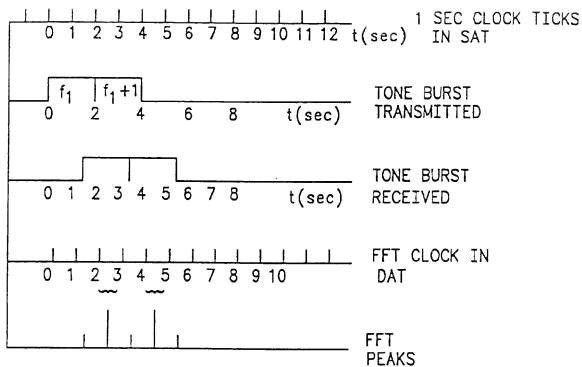 1 SEC CLOCK TICKS
IN SAT
0 1 2 3 4 5 6 7 8 9 10 11 12 t(sec)
f1 f1+1
TONE BURST
TRANSMITTED
0 2 4 6 8 t(sec)
TONE BURST
RECEIVED
0 1 2 3 4 5 6 7 8 t(sec)
FFT CLOCK IN
DAT
0 1 2 3 4 5 6 7 8 9 10
FFT
PEAKS